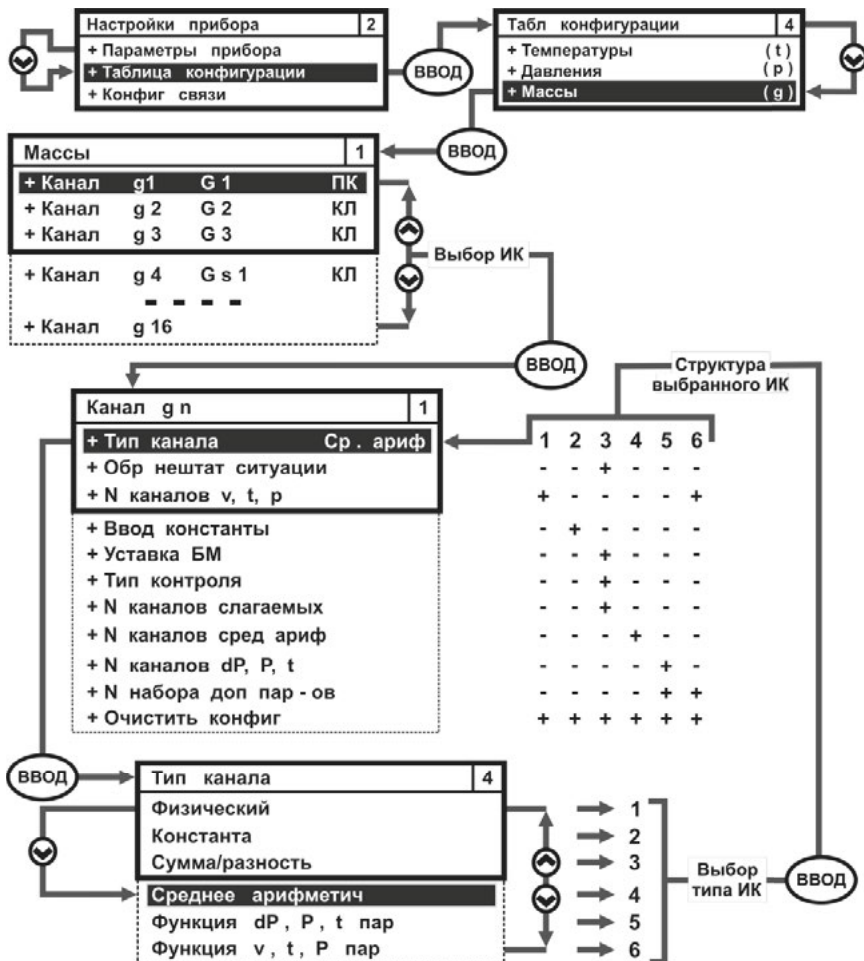 Настройки прибора 2
+ Параметры прибора
+ Таблица конфигурации
+ Конфиг связи
ВВОД
Табл конфигурации 4
+ Температуры (t)
+ Давления (p)
+ Массы (g)
ВВОД
Массы 1
+ Канал g1 G 1 ПК
+ Канал g 2 G 2 КЛ
+ Канал g 3 G 3 КЛ
+ Канал g 4 G s 1 КЛ
- - - -
+ Канал g 16
Выбор ИК
ВВОД
Структура
выбранного ИК
Канал g n 1
1 2 3 4 5 6
+ Тип канала Ср. ариф
+ Обр нештат ситуации - - + - - -
+ N каналов v, t, p + - - - - +
+ Ввод константы - + - - - -
+ Уставка БМ - - + - - -
+ Тип контроля - - + - - -
+ N каналов слагаемых - - + - - -
+ N каналов сред ариф - - - + - -
+ N каналов dP, P, t - - - - + -
+ N набора доп пар - ов - - - - + +
+ Очистить конфиг + + + + + +
ВВОД
Тип канала 4
Физический 1
Константа 2
Сумма/разность 3
Среднее арифметич 4
Функция dP, P, t пар 5
Функция v, t, P пар 6
Выбор
типа ИК
ВВОД